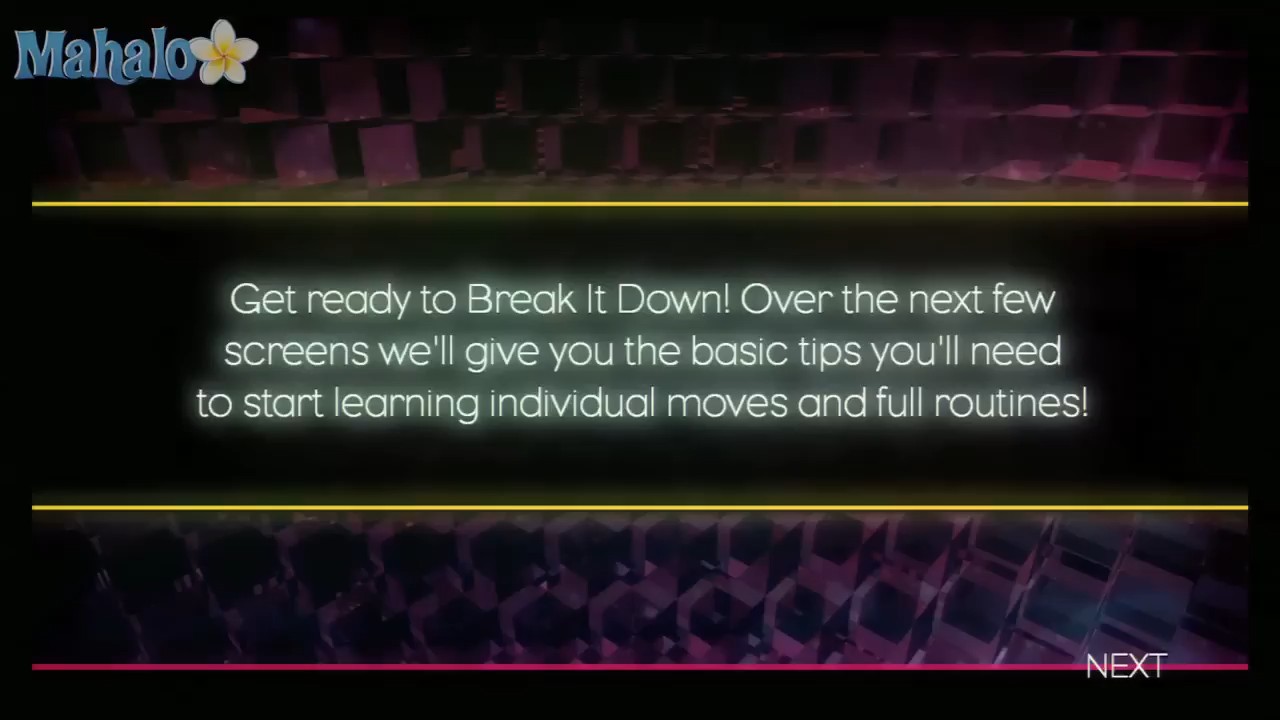 Mahalo
Get ready to Break It Down! Over the next few
screens we'll give you the basic tips you'll need
to start learning individual moves and full routines!
NEXT